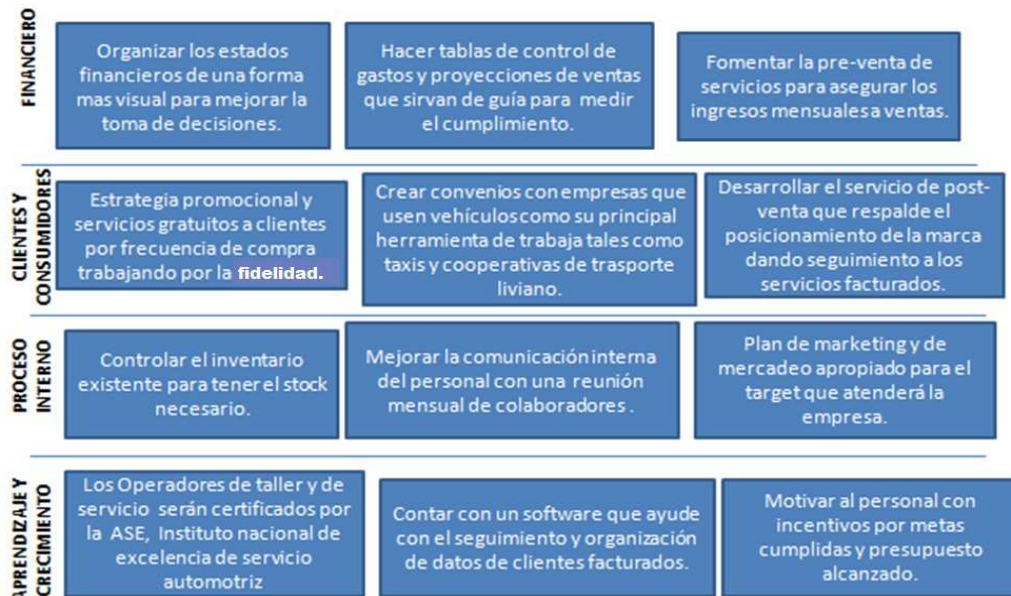 FINANCIERO
Organizar los estados
financieros de una forma
mas visual para mejorar la
toma de decisiones.
Hacer tablas de control de
gastos y proyecciones de ventas
que sirvan de guía para medir
el cumplimiento.
Fomentar la pre-venta de
servicios para asegurar los
ingresos mensuales a ventas.
CLIENTES Y
CONSUMIDORES
Estrategia promocional y
servicios gratuitos a clientes
por frecuencia de compra
trabajando por la fidelidad.
Crear convenios con empresas que
usen vehículos como su principal
herramienta de trabaja tales como
taxis y cooperativas de trasporte
liviano.
Desarrollar el servicio de post-
venta que respalde el
posicionamiento de la marca
dando seguimiento a los
servicios facturados.
PROCESO
INTERNO
Controlar el inventario
existente para tener el stock
necesario.
Mejorar la comunicación interna
del personal con una reunión
mensual de colaboradores .
Plan de marketing y de
mercadeo apropiado para el
target que atenderá la
empresa.
APRENDIZAJE Y
CRECIMIENTO
Los Operadores de taller y de
servicio serán certificados por
la ASE, Instituto nacional de
excelencia de servicio
automotriz
Contar con un software que ayude
con el seguimiento y organización
de datos de clientes facturados.
Motivar al personal con
incentivos por metas
cumplidas y presupuesto
alcanzado.